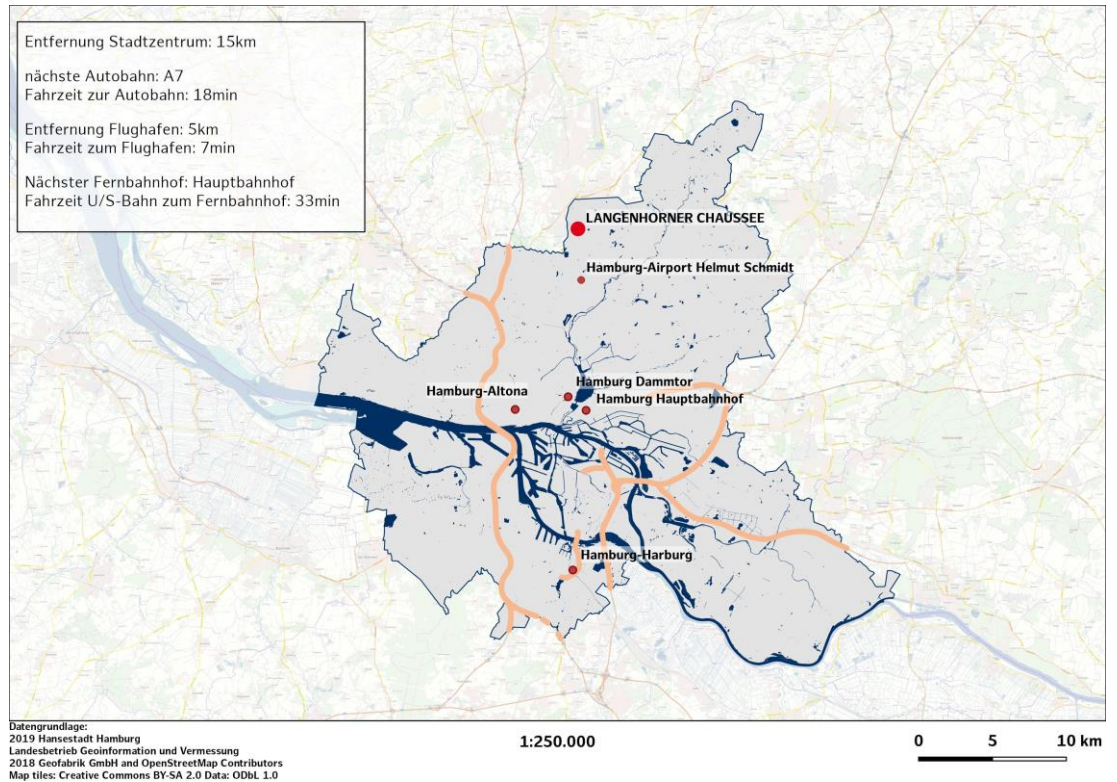 Entfernung Stadtzentrum: 15km
nächste Autobahn: A7
Fahrzeit zur Autobahn: 18min
Entfernung Flughafen: 5km
Fahrzeit zum Flughafen: 7min
Nächster Fernbahnhof: Hauptbahnhof
Fahrzeit U/S-Bahn zum Fernbahnhof: 33min
LANGENHORNER CHAUSSEE
Hamburg-Airport Helmut Schmidt
Hamburg Dammtor
Hamburg-Altona
Hamburg Hauptbahnhof
Hamburg-Harburg
Datengrundlage:
2019 Hansestadt Hamburg
Landesbetrieb Geoinformation und Vermessung
2018 Geofabrik GmbH and OpenStreetMap Contributors
Map tiles: Creative Commons BY-SA 2.0 Data: ODbL 1.0
1:250.000
0 5 10 km